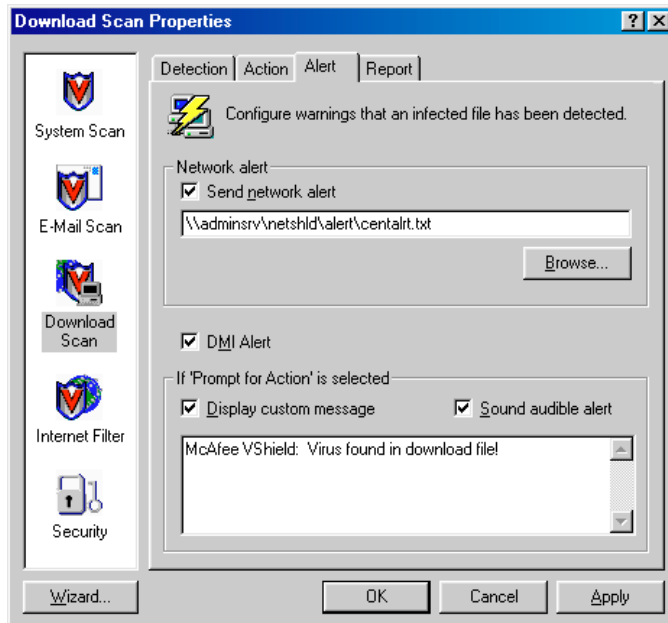 Download Scan Properties
System Scan
E-Mail Scan
Download
Scan
Internet Filter
Security
Detection
Action
Alert
Report
Configure warnings that an infected file has been detected.
Network alert
Send network alert
\\adminsrv\netshld\alert\centalrt.txt
Browse...
DMI Alert
If 'Prompt for Action' is selected
Display custom message
Sound audible alert
McAfee VShield:  Virus found in download file!
Wizard...
OK
Cancel
Apply